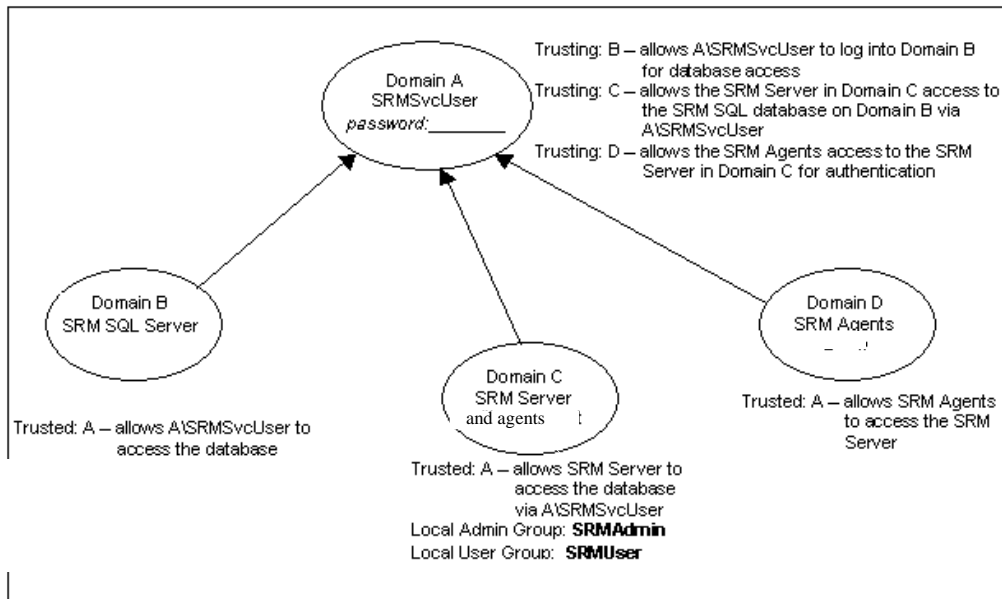 Domain A
SRMSvcUser
password:________
Trusting: B – allows A\SRMSvcUser to log into Domain B
for database access
Trusting: C – allows the SRM Server in Domain C access to
the SRM SQL database on Domain B via
A\SRMSvcUser
Trusting: D – allows the SRM Agents access to the SRM
Server in Domain C for authentication
Domain B
SRM SQL Server
Domain C
SRM Server
and agents
Domain D
SRM Agents
Trusted: A – allows A\SRMSvcUser to
access the database
Trusted: A – allows SRM Server to
access the database
via A\SRMSvcUser
Local Admin Group: SRMAdmin
Local User Group: SRMUser
Trusted: A – allows SRM Agents
to access the SRM
Server